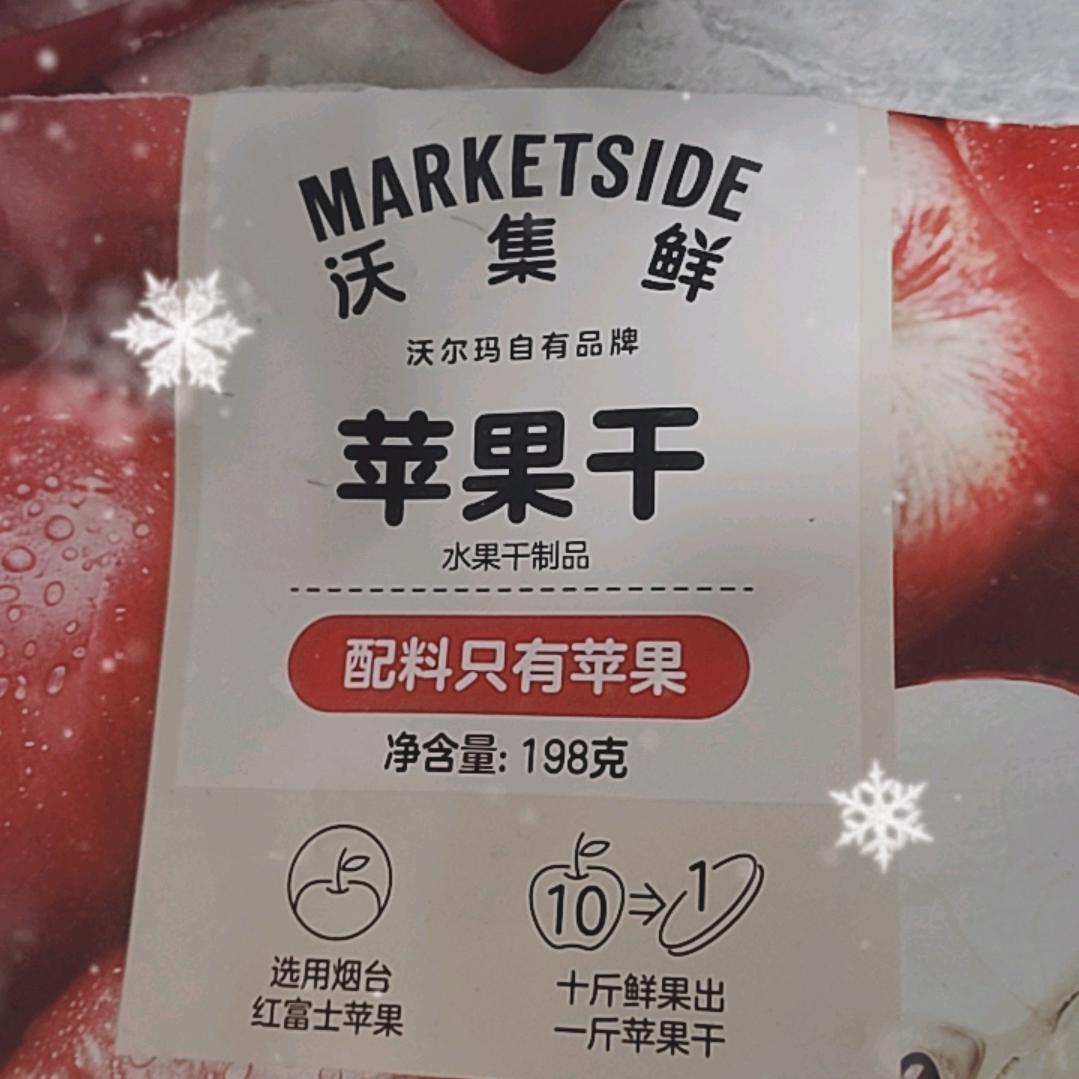 MARKETSIDE
沃集鲜
沃尔玛自有品牌
苹果干
水果干制品
配料只有苹果
净含量: 198克
10⇒1
选用烟台
红富士苹果
十斤鲜果出
一斤苹果干